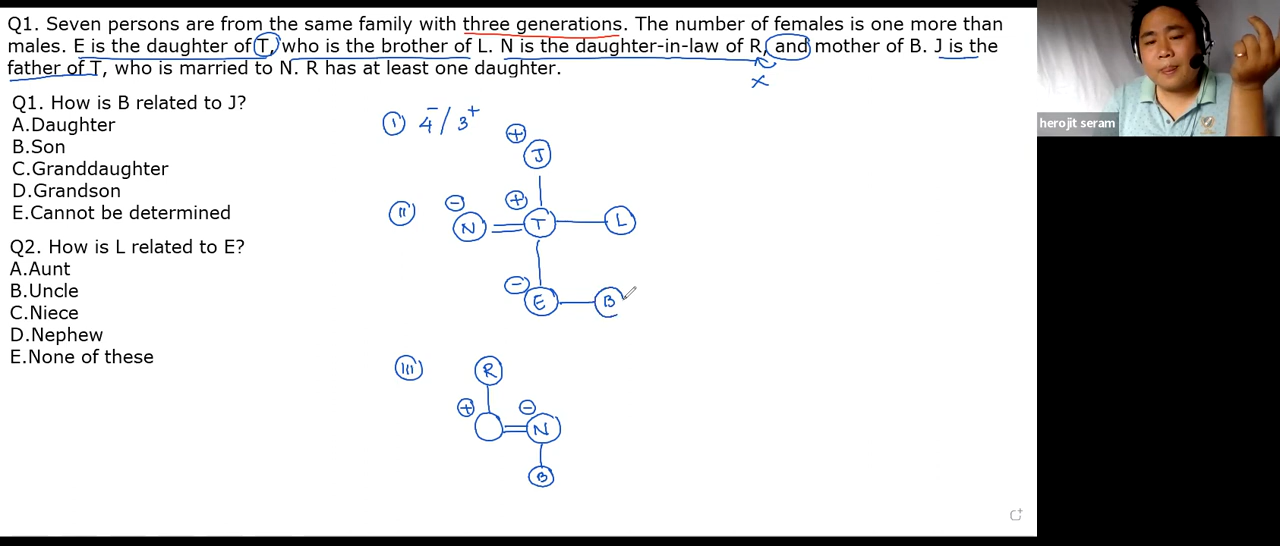 Q1. Seven persons are from the same family with three generations. The number of females is one more than
males. E is the daughter of T, who is the brother of L. N is the daughter-in-law of R, and mother of B. J is the
father of T, who is married to N. R has at least one daughter.
x
Q1. How is B related to J?
A.Daughter
B.Son
C.Granddaughter
D.Grandson
E.Cannot be determined
Q2. How is L related to E?
A.Aunt
B.Uncle
C.Niece
D.Nephew
E.None of these
I 4- / 3+
+
J
II - +
N T L
-
E B
III R
+ -
N
B
herojit seram